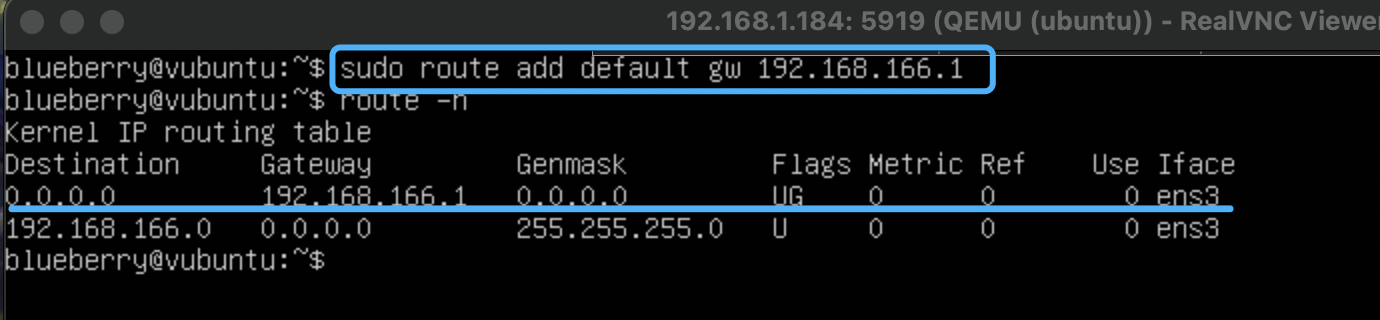 192.168.1.184: 5919 (QEMU (ubuntu)) - RealVNC Viewer
blueberry@vubuntu:~$ sudo route add default gw 192.168.166.1
blueberry@vubuntu:~$ route -n
Kernel IP routing table
Destination Gateway Genmask Flags Metric Ref Use Iface
0.0.0.0 192.168.166.1 0.0.0.0 UG 0 0 0 ens3
192.168.166.0 0.0.0.0 255.255.255.0 U 0 0 0 ens3
blueberry@vubuntu:~$